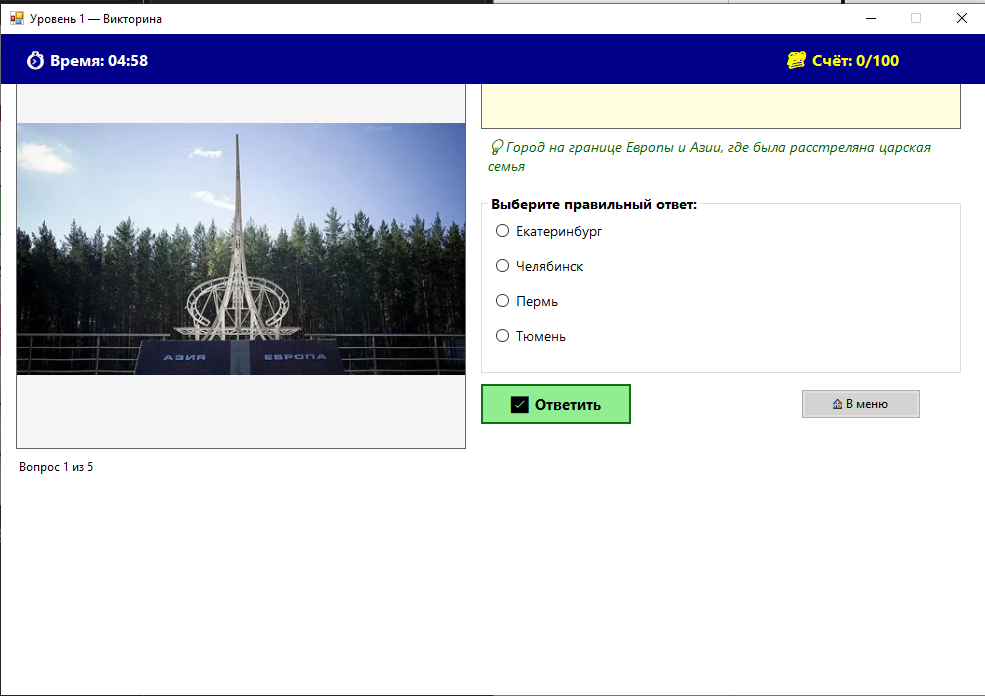 Уровень 1 — Викторина
Время: 04:58
Счёт: 0/100
АЗИЯ ЕВРОПА
Город на границе Европы и Азии, где была расстреляна царская
семья
Выберите правильный ответ:
Екатеринбург
Челябинск
Пермь
Тюмень
Ответить
В меню
Вопрос 1 из 5